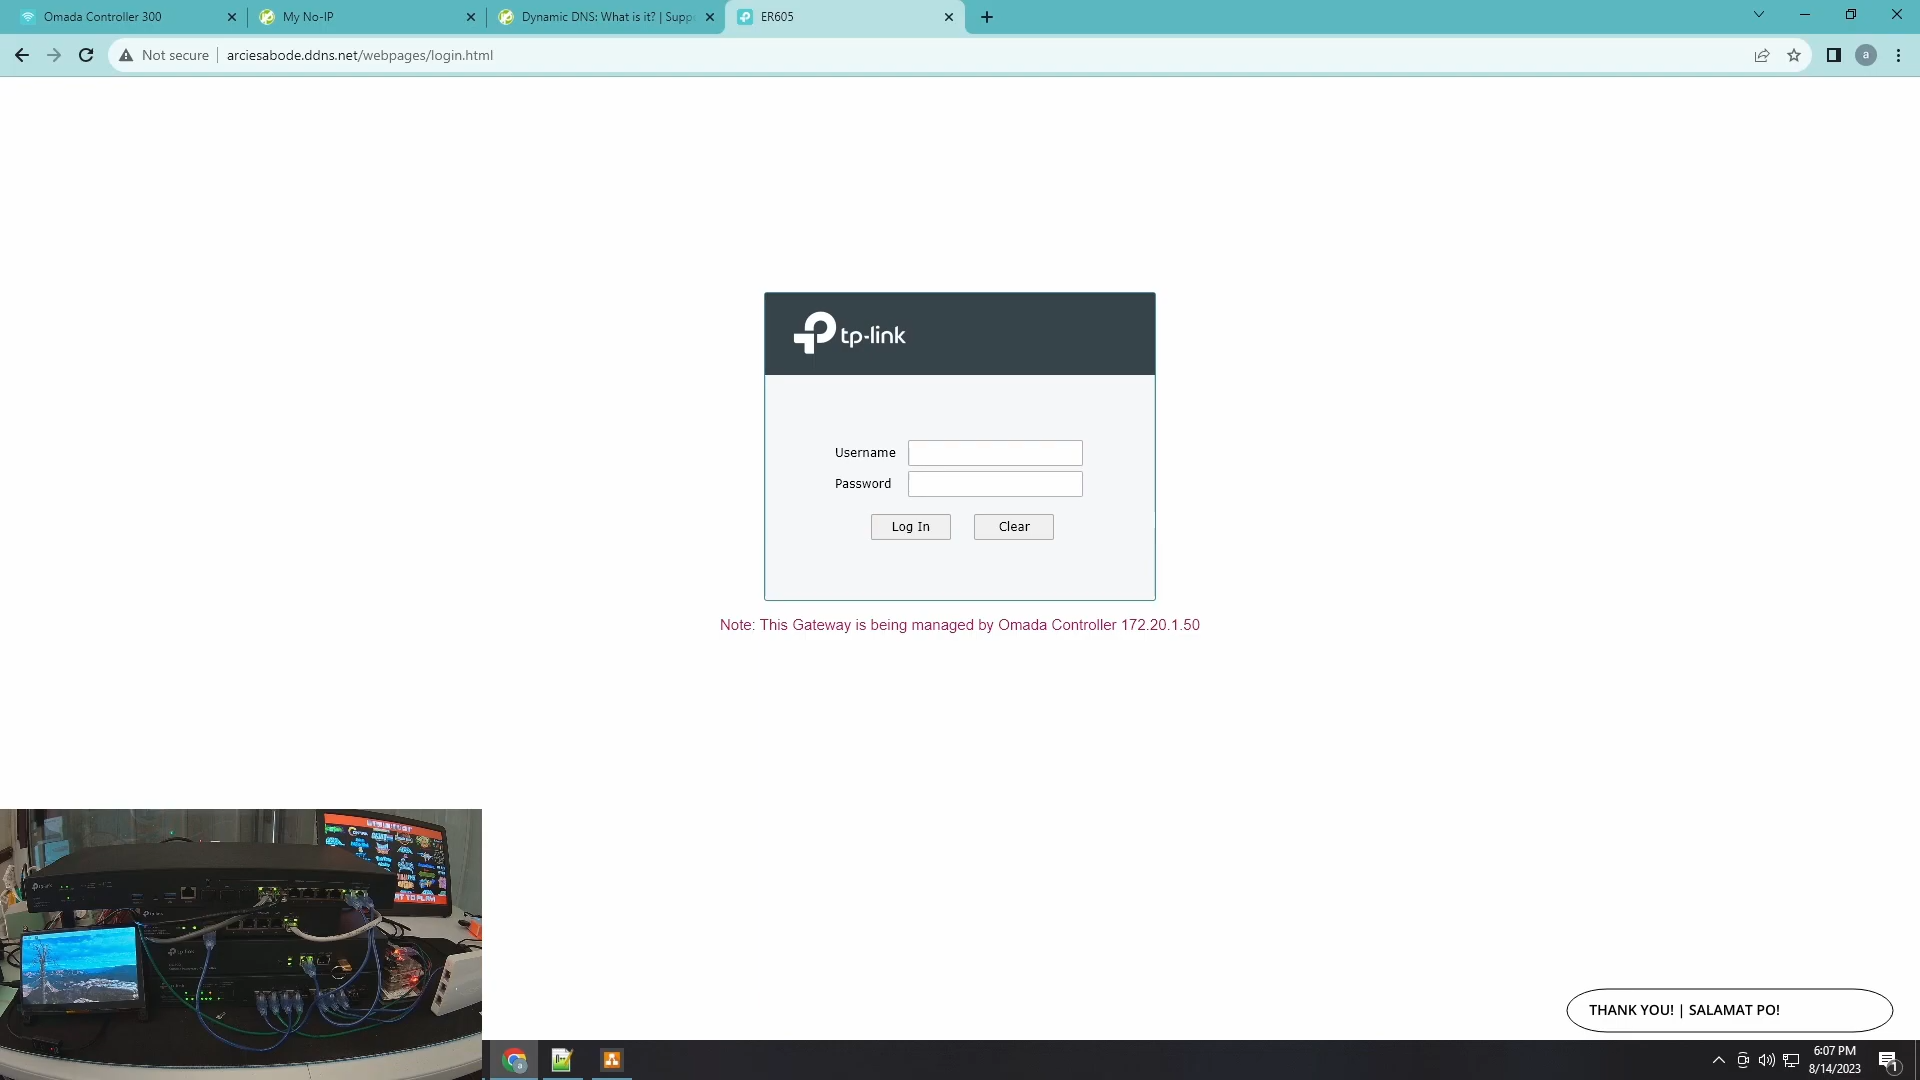 Omada Controller 300
My No-IP
Dynamic DNS: What is it? | Supp
ER605
Not secure
arciesabode.ddns.net/webpages/login.html
a
tp-link
Username
Password
Log In
Clear
Note: This Gateway is being managed by Omada Controller 172.20.1.50
THANK YOU! | SALAMAT PO!
6:07 PM
8/14/2023
1